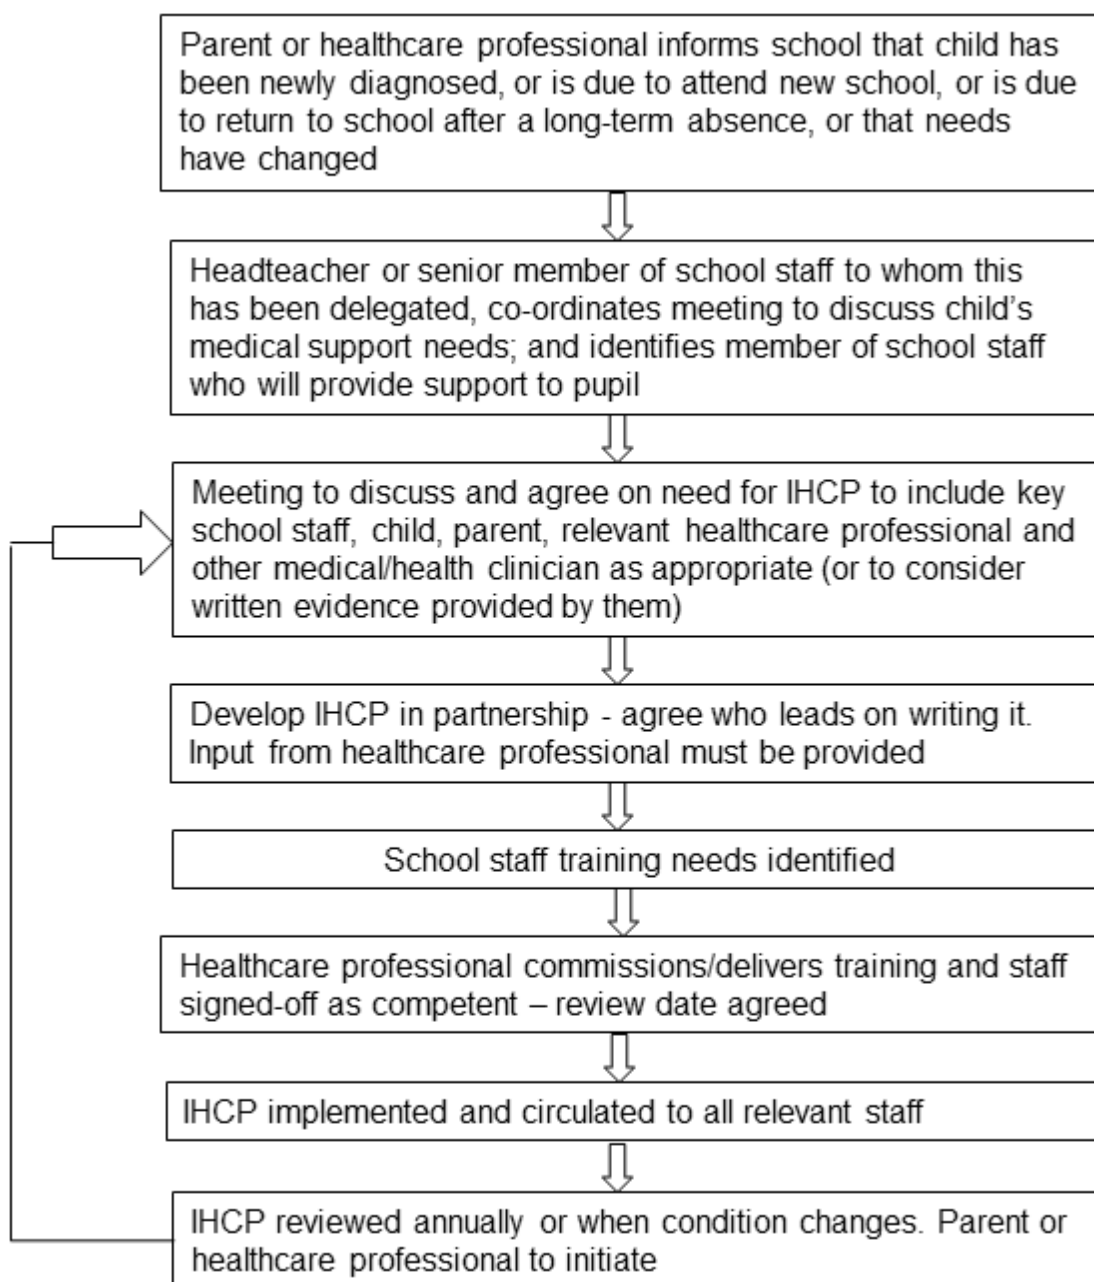 Parent or healthcare professional informs school that child has
been newly diagnosed, or is due to attend new school, or is due
to return to school after a long-term absence, or that needs
have changed
Headteacher or senior member of school staff to whom this
has been delegated, co-ordinates meeting to discuss child's
medical support needs; and identifies member of school staff
who will provide support to pupil
Meeting to discuss and agree on need for IHCP to include key
school staff, child, parent, relevant healthcare professional and
other medical/health clinician as appropriate (or to consider
written evidence provided by them)
Develop IHCP in partnership - agree who leads on writing it.
Input from healthcare professional must be provided
School staff training needs identified
Healthcare professional commissions/delivers training and staff
signed-off as competent – review date agreed
IHCP implemented and circulated to all relevant staff
IHCP reviewed annually or when condition changes. Parent or
healthcare professional to initiate